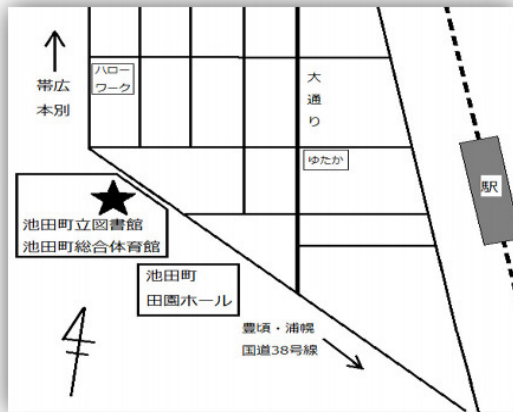 帯広
本別
ハロー
ワーク
大通り
ゆたか
駅
池田町立図書館
池田町総合体育館
池田町
田園ホール
豊頃・浦幌
国道38号線